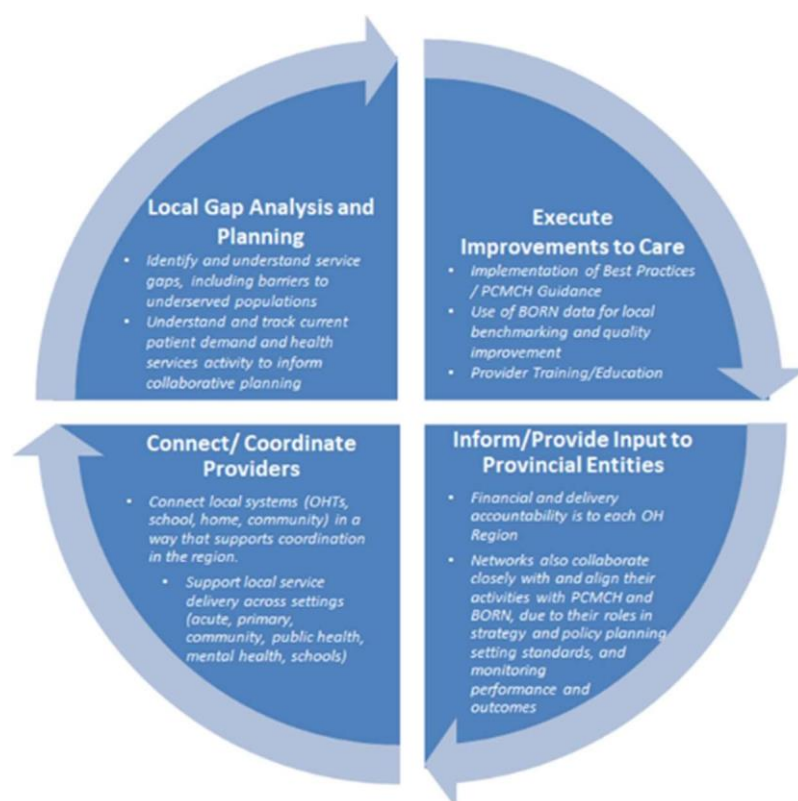 Local Gap Analysis and
Planning
• Identify and understand service
gaps, including barriers to
underserved populations
• Understand and track current
patient demand and health
services activity to inform
collaborative planning
Execute
Improvements to Care
• Implementation of Best Practices
/ PCMCH Guidance
• Use of BORN data for local
benchmarking and quality
improvement
• Provider Training/Education
Connect/ Coordinate
Providers
• Connect local systems (OHTs,
school, home, community) in a
way that supports coordination
in the region.
• Support local service
delivery across settings
(acute, primary,
community, public health,
mental health, schools)
Inform/Provide Input to
Provincial Entities
• Financial and delivery
accountability is to each OH
Region
• Networks also collaborate
closely with and align their
activities with PCMCH and
BORN, due to their roles in
strategy and policy planning,
setting standards, and
monitoring
performance and
outcomes